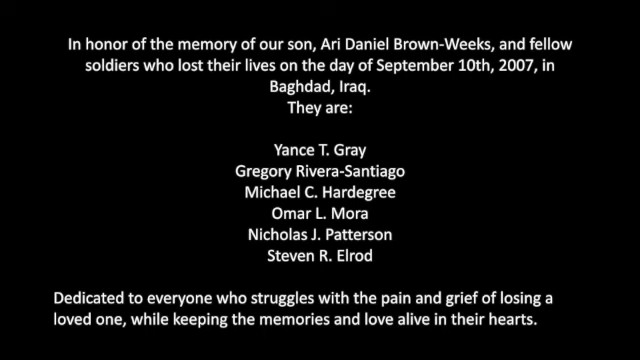 In honor of the memory of our son, Ari Daniel Brown-Weeks, and fellow
soldiers who lost their lives on the day of September 10th, 2007, in
Baghdad, Iraq.
They are:
Yance T. Gray
Gregory Rivera-Santiago
Michael C. Hardegree
Omar L. Mora
Nicholas J. Patterson
Steven R. Elrod
Dedicated to everyone who struggles with the pain and grief of losing a
loved one, while keeping the memories and love alive in their hearts.